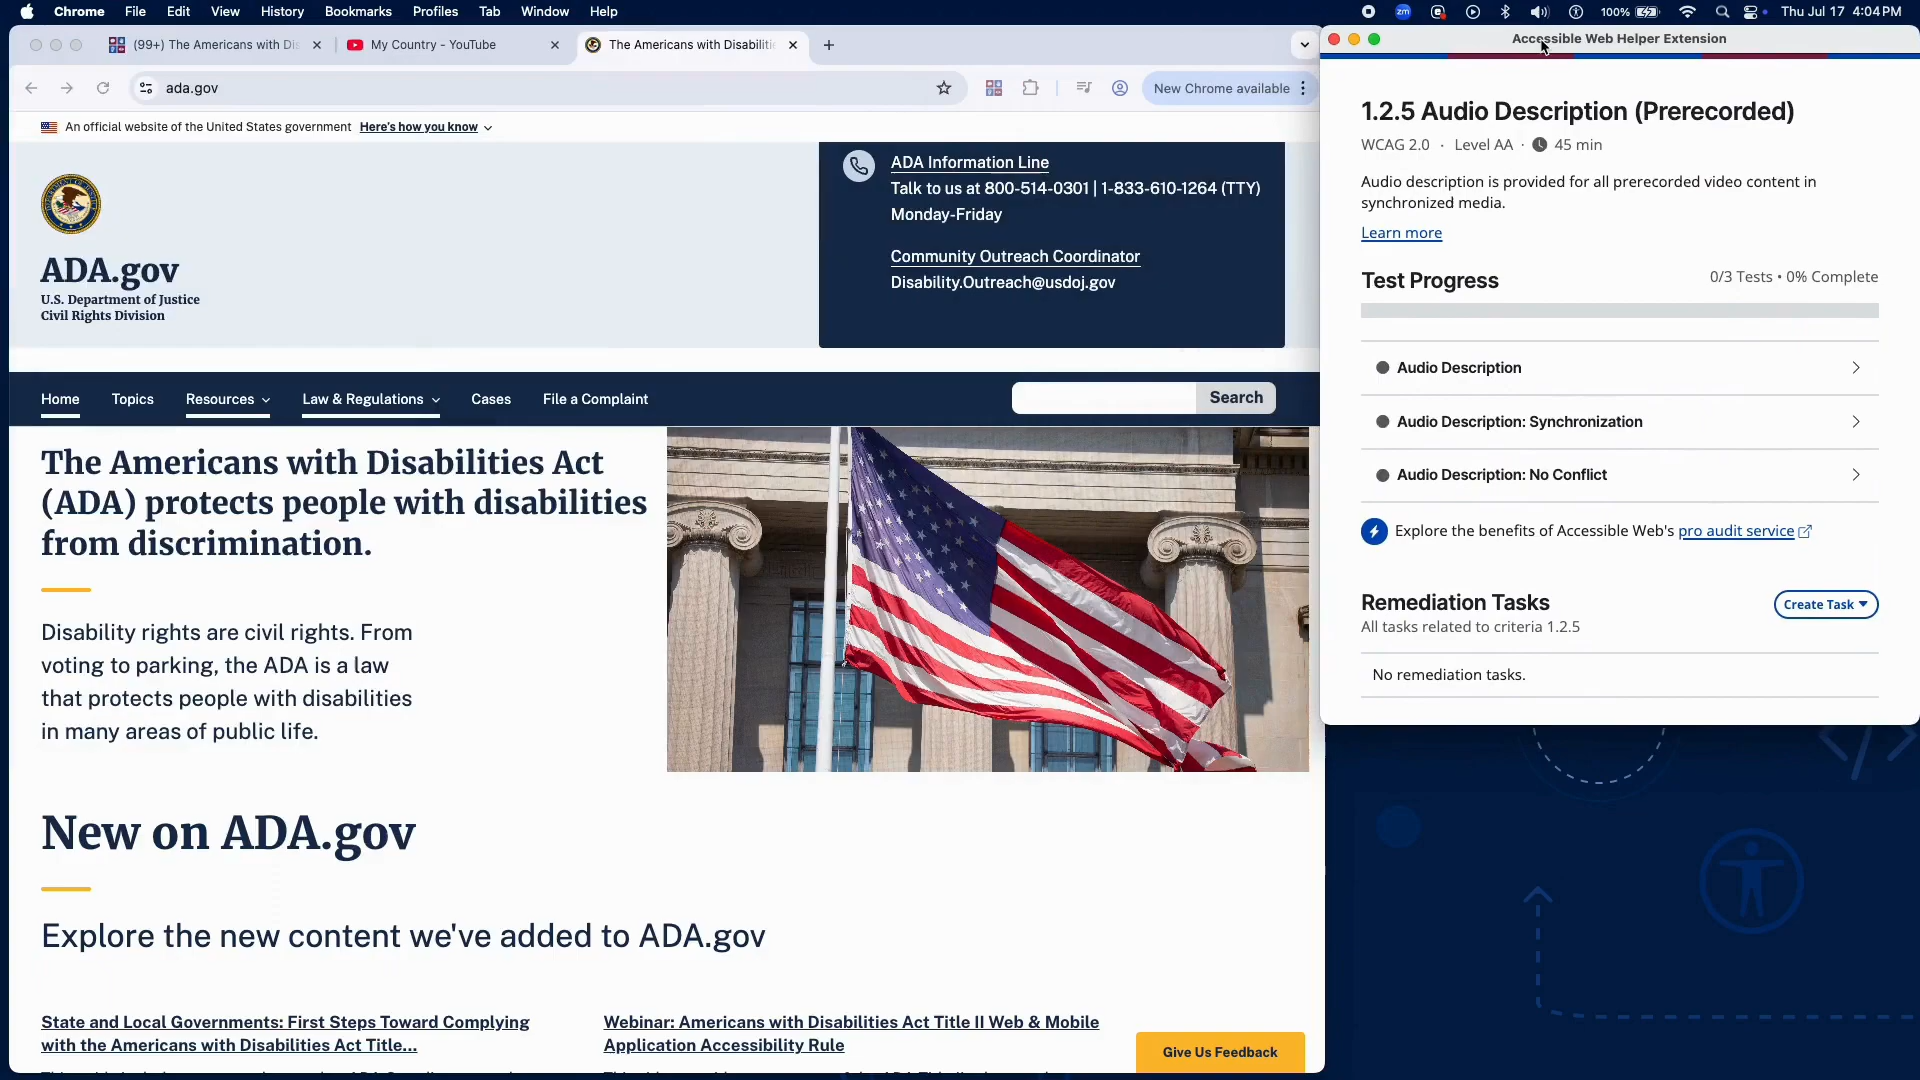 Chrome File Edit View History Bookmarks Profiles Tab Window Help
zm 100% Thu Jul 17 4:04 PM
(99+) The Americans with Di
My Country - YouTube
The Americans with Disabiliti
ada.gov
New Chrome available
An official website of the United States government Here's how you know
ADA.gov
U.S. Department of Justice
Civil Rights Division
ADA Information Line
Talk to us at 800-514-0301 | 1-833-610-1264 (TTY)
Monday-Friday
Community Outreach Coordinator
Disability.Outreach@usdoj.gov
Home Topics Resources Law & Regulations Cases File a Complaint
Search
The Americans with Disabilities Act
(ADA) protects people with disabilities
from discrimination.
Disability rights are civil rights. From
voting to parking, the ADA is a law
that protects people with disabilities
in many areas of public life.
New on ADA.gov
Explore the new content we've added to ADA.gov
State and Local Governments: First Steps Toward Complying
with the Americans with Disabilities Act Title...
Webinar: Americans with Disabilities Act Title II Web & Mobile
Application Accessibility Rule
Give Us Feedback
Accessible Web Helper Extension
1.2.5 Audio Description (Prerecorded)
WCAG 2.0 · Level AA · 45 min
Audio description is provided for all prerecorded video content in
synchronized media.
Learn more
Test Progress
0/3 Tests • 0% Complete
Audio Description
Audio Description: Synchronization
Audio Description: No Conflict
Explore the benefits of Accessible Web's pro audit service
Remediation Tasks
Create Task
All tasks related to criteria 1.2.5
No remediation tasks.